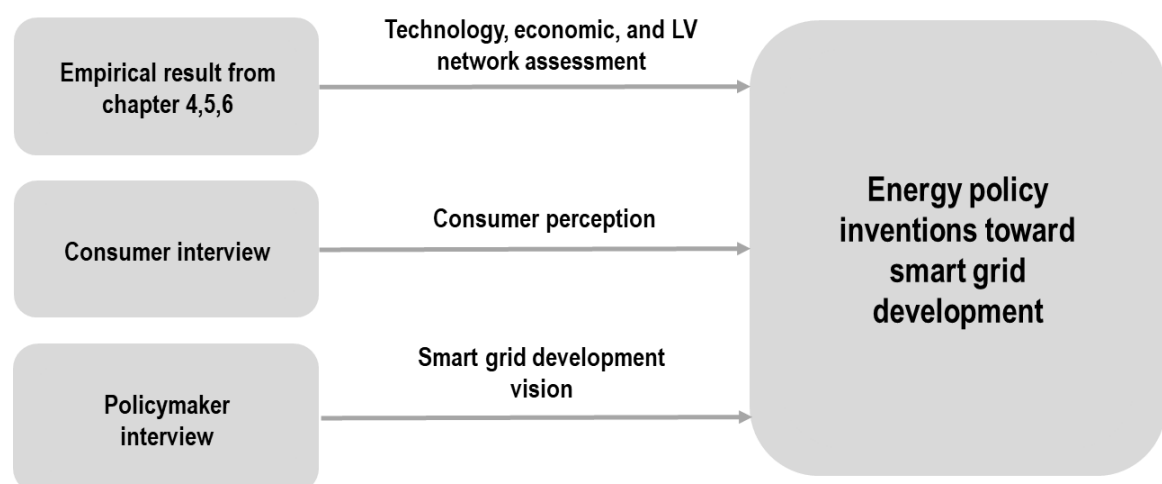 Technology, economic, and LV
network assessment
Empirical result from
chapter 4,5,6
Consumer perception
Consumer interview
Smart grid development
vision
Policymaker
interview
Energy policy
inventions toward
smart grid
development